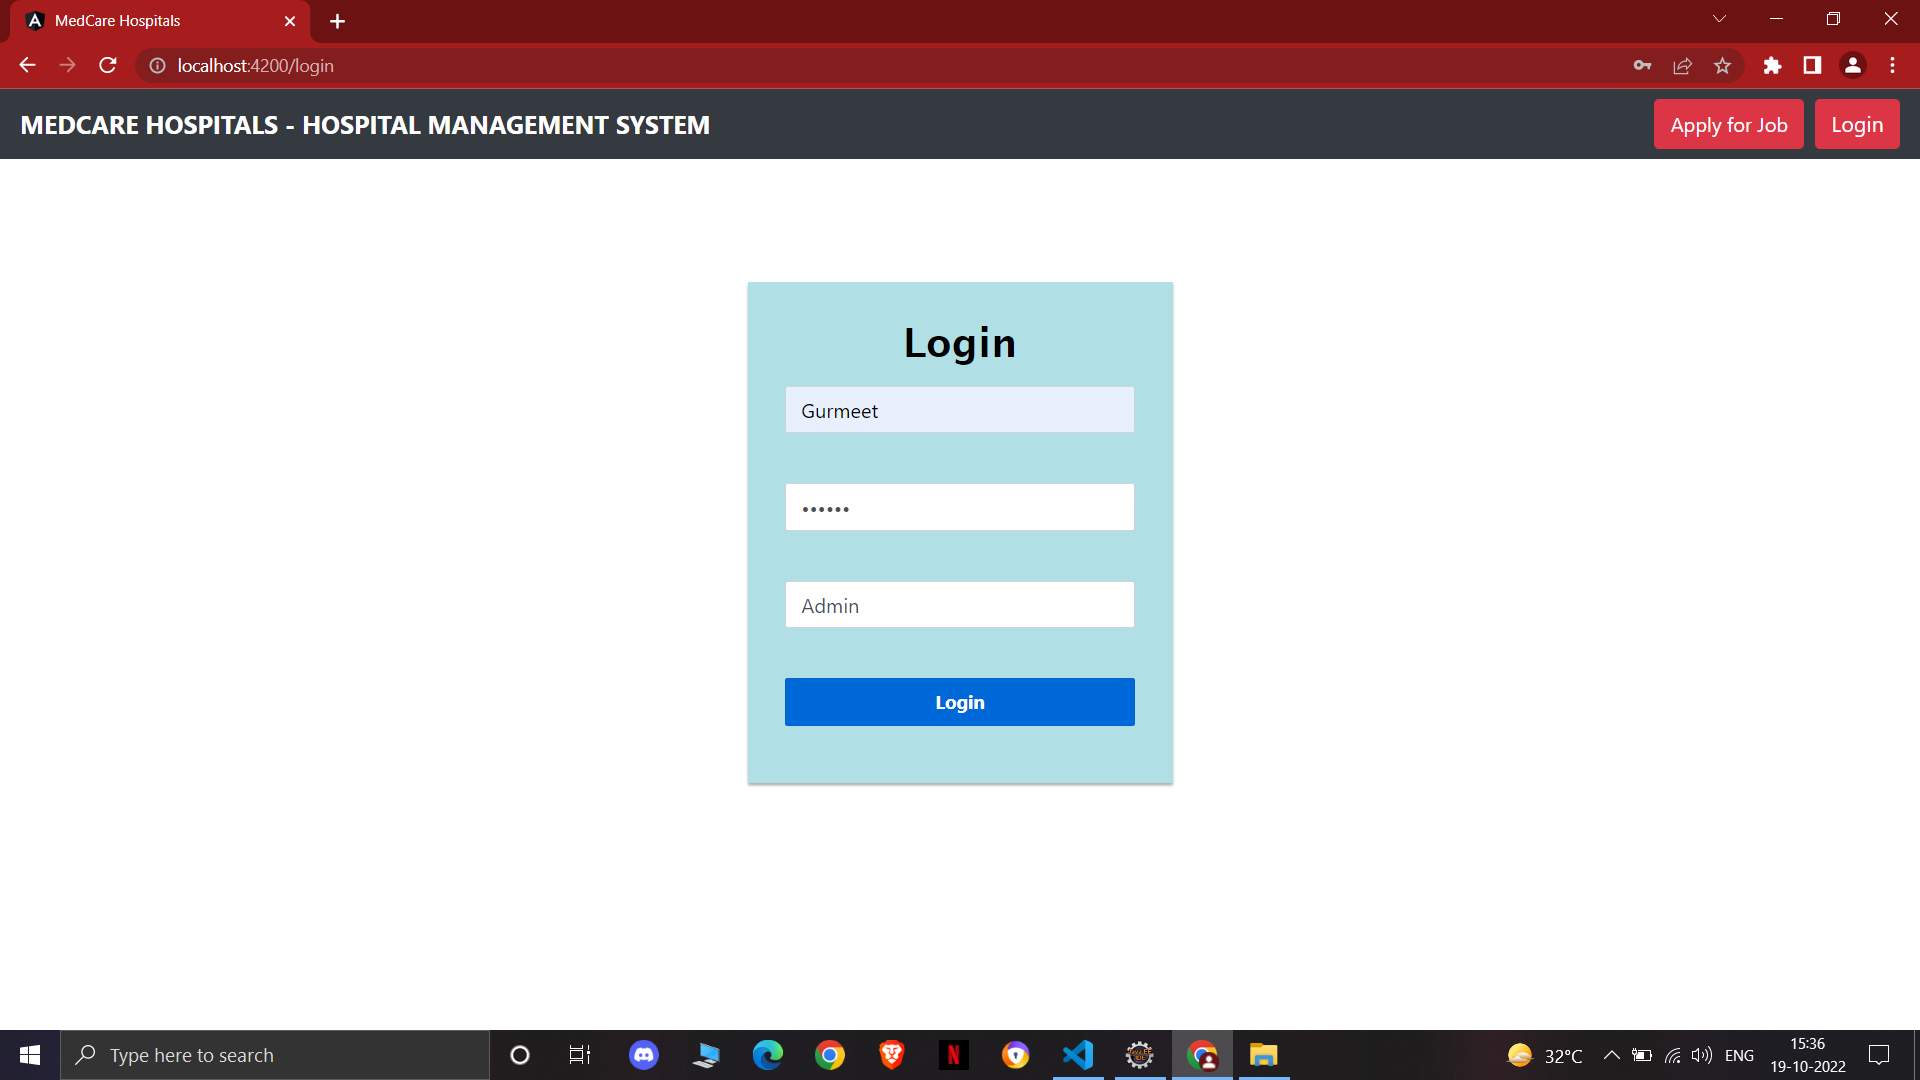 MedCare Hospitals
localhost:4200/login
MEDCARE HOSPITALS - HOSPITAL MANAGEMENT SYSTEM
Apply for Job
Login
Login
Gurmeet
••••••
Admin
Login
Type here to search
32°C
ENG
15:36
19-10-2022